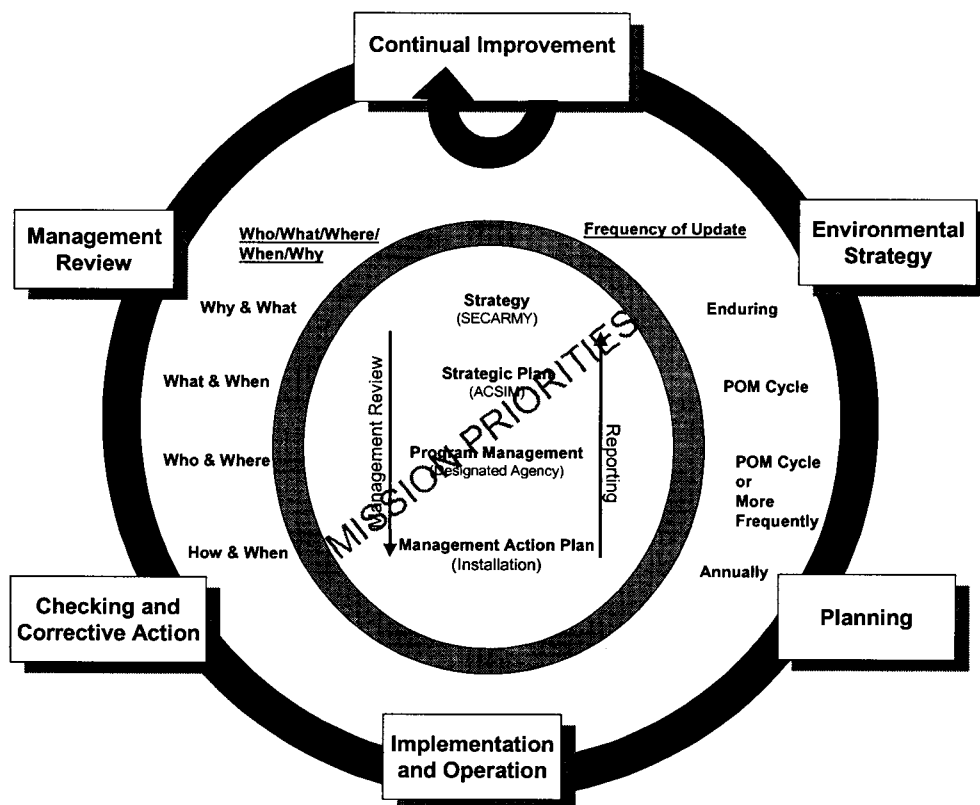 Continual Improvement
Management
Review
Environmental
Strategy
Who/What/Where/
When/Why
Frequency of Update
Why & What
Strategy
(SECARMY)
Enduring
What & When
Strategic Plan
(ACSIM)
POM Cycle
Who & Where
Program Management
(Designated Agency)
POM Cycle
or
More
Frequently
How & When
Management Action Plan
(Installation)
Annually
Management Review
Reporting
MISSION PRIORITIES
Checking and
Corrective Action
Planning
Implementation
and Operation